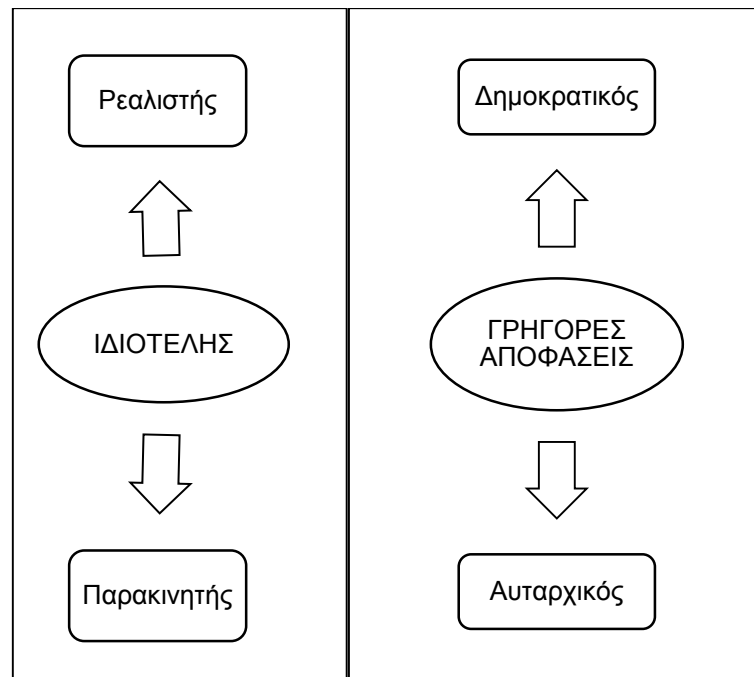 Ρεαλιστής
ΙΔΙΟΤΕΛΗΣ
Παρακινητής
Δημοκρατικός
ΓΡΗΓΟΡΕΣ
ΑΠΟΦΑΣΕΙΣ
Αυταρχικός